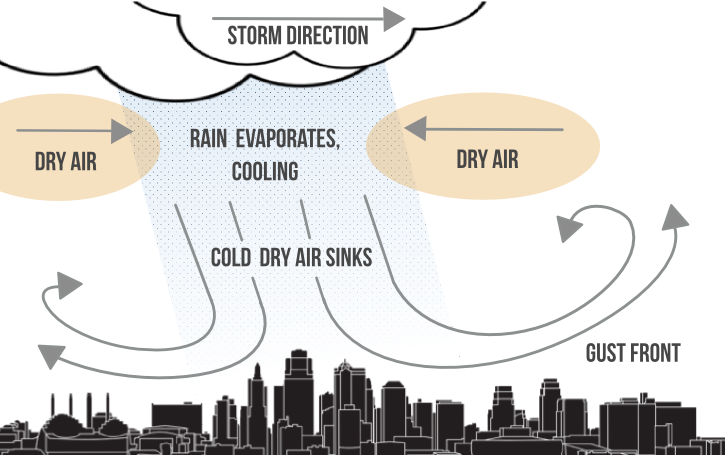 STORM DIRECTION
RAIN EVAPORATES,
COOLING
DRY AIR
DRY AIR
COLD DRY AIR SINKS
GUST FRONT